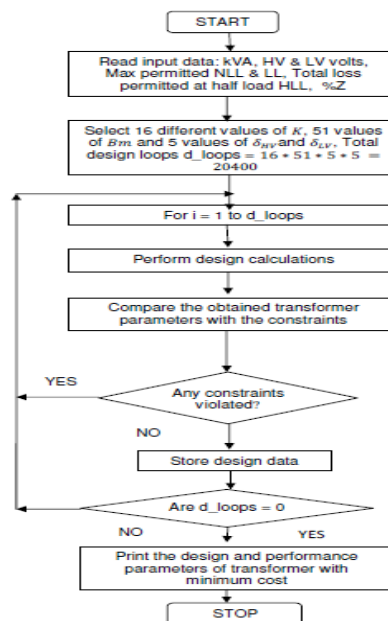 START
Read input data: kVA, HV & LV volts,
Max permitted NLL & LL, Total loss
permitted at half load HLL, %Z
Select 16 different values of K, 51 values
of Bm and 5 values of δHV and δLV, Total
design loops d_loops = 16 * 51 * 5 * 5 =
20400
For i = 1 to d_loops
Perform design calculations
Compare the obtained transformer
parameters with the constraints
YES
Any constraints
violated?
NO
Store design data
Are d_loops = 0
NO YES
Print the design and performance
parameters of transformer with
minimum cost
STOP